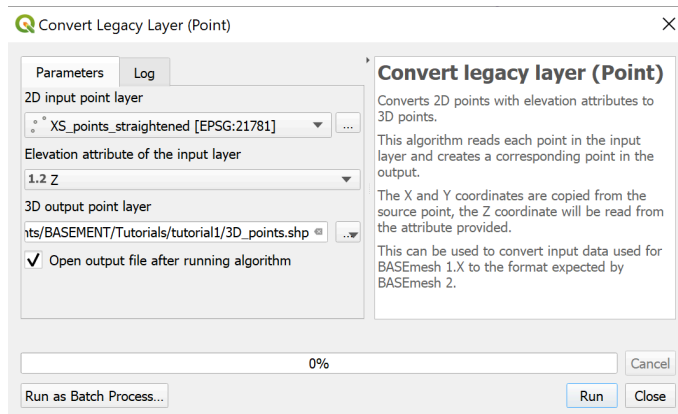 Convert Legacy Layer (Point)
Parameters
Log
2D input point layer
XS_points_straightened [EPSG:21781]
...
Elevation attribute of the input layer
1.2 Z
3D output point layer
nts/BASEMENT/Tutorials/tutorial1/3D_points.shp
...
Open output file after running algorithm
Convert legacy layer (Point)
Converts 2D points with elevation attributes to
3D points.
This algorithm reads each point in the input
layer and creates a corresponding point in the
output.
The X and Y coordinates are copied from the
source point, the Z coordinate will be read from
the attribute provided.
This can be used to convert input data used for
BASEmesh 1.X to the format expected by
BASEmesh 2.
0%
Cancel
Run as Batch Process...
Run
Close